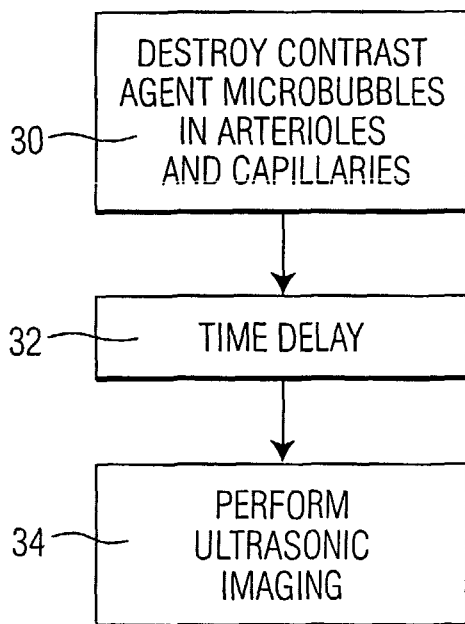 DESTROY CONTRAST
AGENT MICROBUBBLES
IN ARTERIOLES
AND CAPILLARIES
30
TIME DELAY
32
PERFORM
ULTRASONIC
IMAGING
34